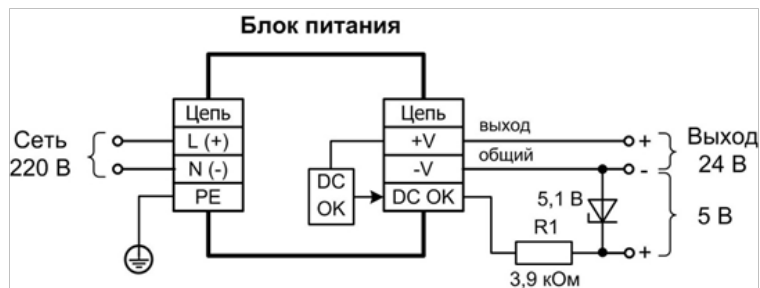 Блок питания
Цепь
Цепь
Сеть
220 В
L (+)
N (-)
PE
DC
OK
+V
-V
DC OK
выход
общий
+
-
Выход
24 В
5,1 В
5 В
R1
+
3,9 кОм